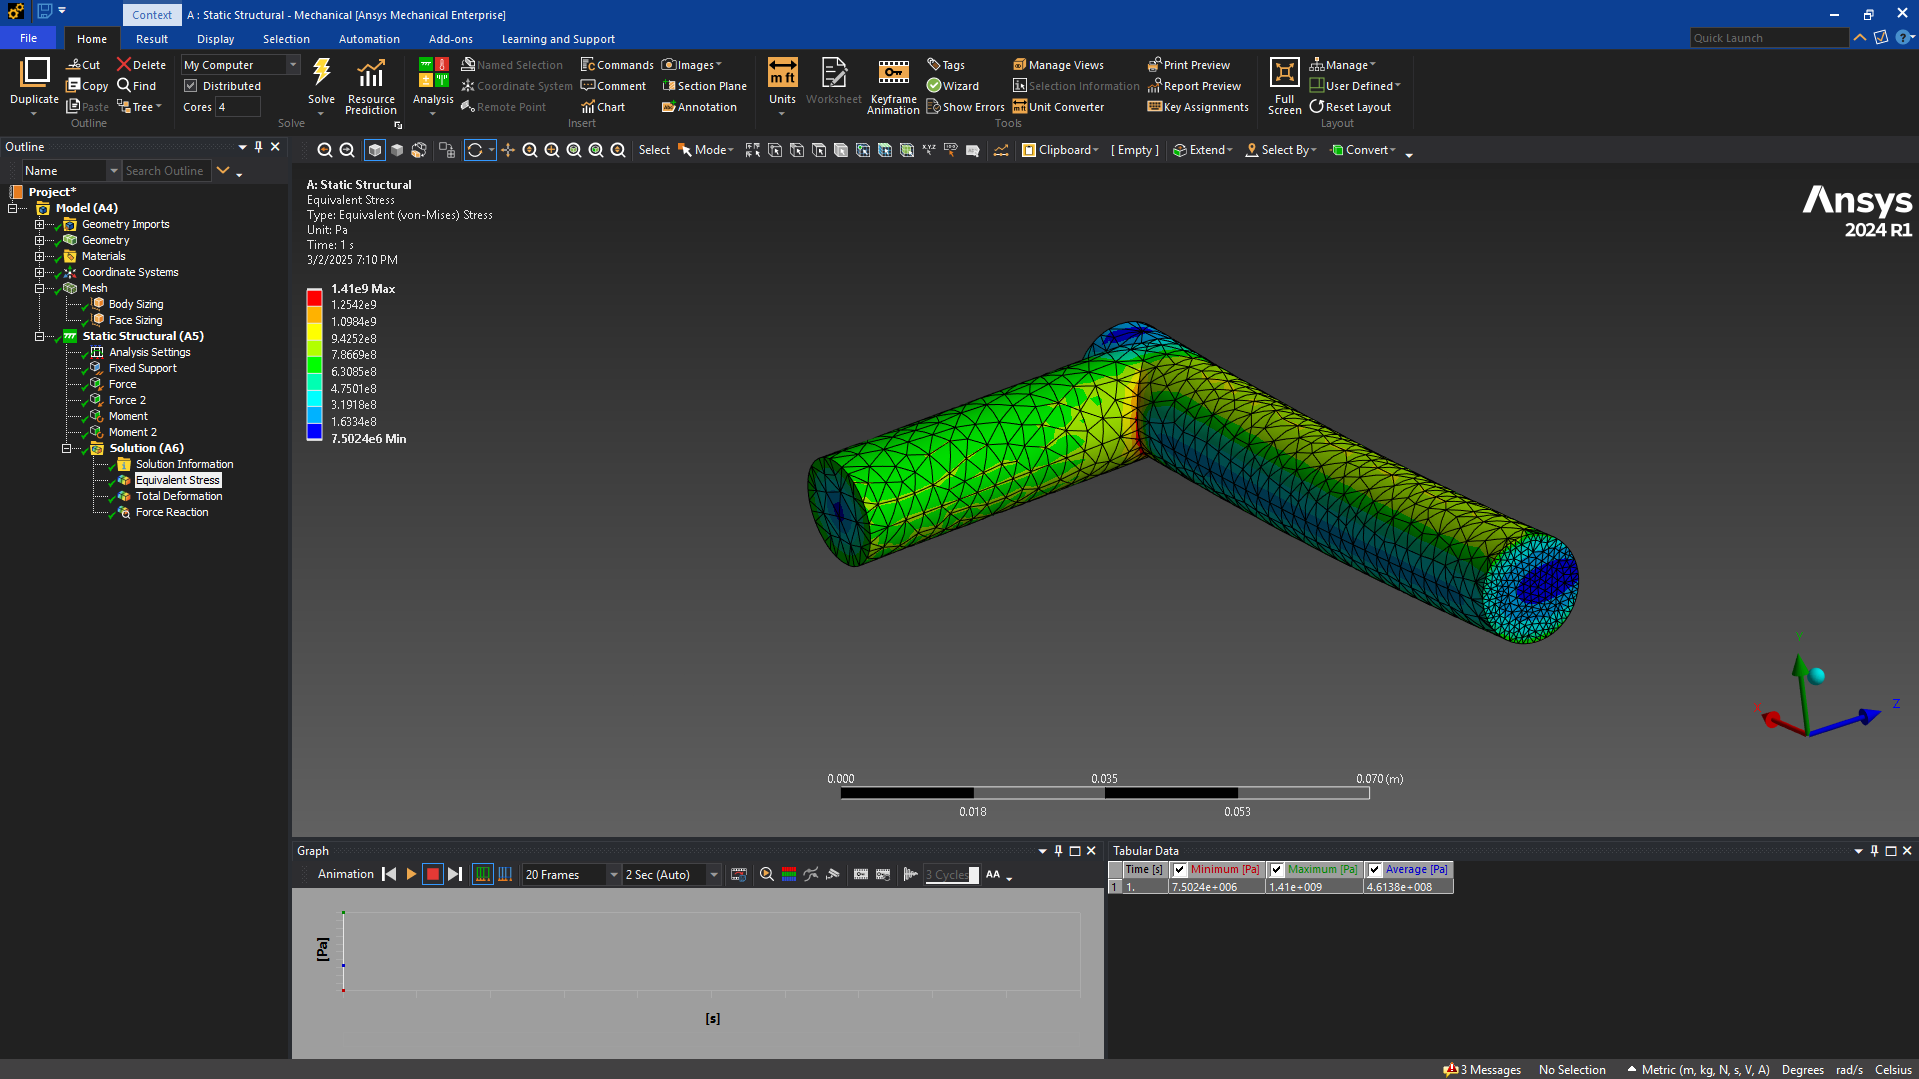 Context
A : Static Structural - Mechanical [Ansys Mechanical Enterprise]
File Home Result Display Selection Automation Add-ons Learning and Support
Quick Launch
Duplicate
Cut Delete
Copy Find
Paste Tree
Outline
My Computer
Distributed
Cores 4
Solve
Resource Prediction
Solve
Analysis
Named Selection Commands Images
Coordinate System Comment Section Plane
Remote Point Chart Annotation
Insert
Units Worksheet Keyframe Animation
Tags Manage Views Print Preview
Wizard Selection Information Report Preview
Show Errors Unit Converter Key Assignments
Tools
Full Screen
Manage
User Defined
Reset Layout
Layout
Outline
Name Search Outline
Select Mode Clipboard [ Empty ] Extend Select By Convert
Project*
Model (A4)
Geometry Imports
Geometry
Materials
Coordinate Systems
Mesh
Body Sizing
Face Sizing
Static Structural (A5)
Analysis Settings
Fixed Support
Force
Force 2
Moment
Moment 2
Solution (A6)
Solution Information
Equivalent Stress
Total Deformation
Force Reaction
A: Static Structural
Equivalent Stress
Type: Equivalent (von-Mises) Stress
Unit: Pa
Time: 1 s
3/2/2025 7:10 PM
1.41e9 Max
1.2542e9
1.0984e9
9.4252e8
7.8669e8
6.3085e8
4.7501e8
3.1918e8
1.6334e8
7.5024e6 Min
Ansys
2024 R1
Y
Z
0.000 0.035 0.070 (m)
0.018 0.053
Graph
Animation 20 Frames 2 Sec (Auto) 3 Cycles AA
[Pa]
[s]
Tabular Data
Time [s] Minimum [Pa] Maximum [Pa] Average [Pa]
1 1. 7.5024e+006 1.41e+009 4.6138e+008
3 Messages No Selection Metric (m, kg, N, s, V, A) Degrees rad/s Celsius